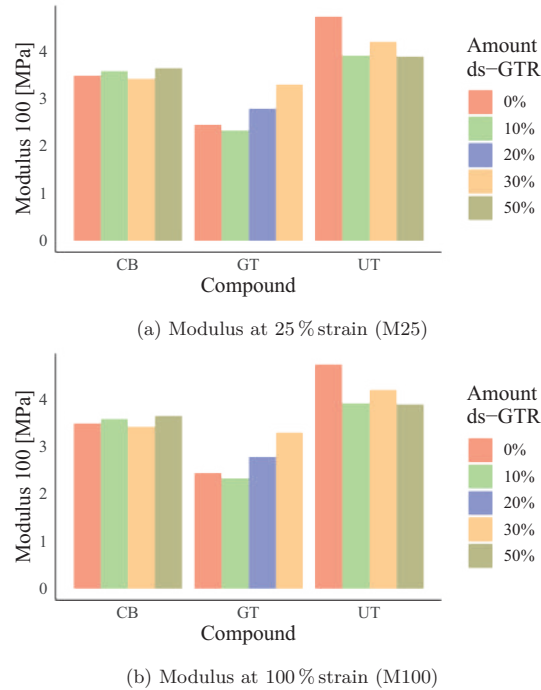 Modulus 100 [MPa]
4
3
2
1
0
CB
GT
UT
Compound
Amount
ds−GTR
0%
10%
20%
30%
50%
(a) Modulus at 25 % strain (M25)
Modulus 100 [MPa]
4
3
2
1
0
CB
GT
UT
Compound
Amount
ds−GTR
0%
10%
20%
30%
50%
(b) Modulus at 100 % strain (M100)